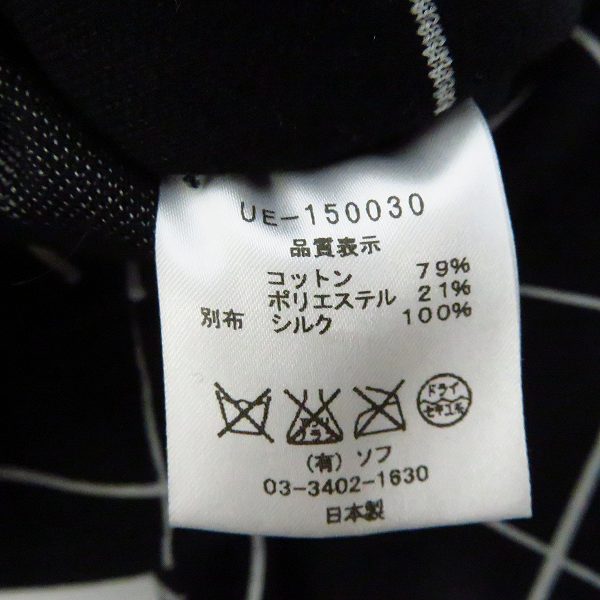 UE-150030
品質表示
コットン 79%
ポリエステル 21%
別布 シルク 100%
ドライ
セキユ系
(有) ソフ
03-3402-1630
日本製